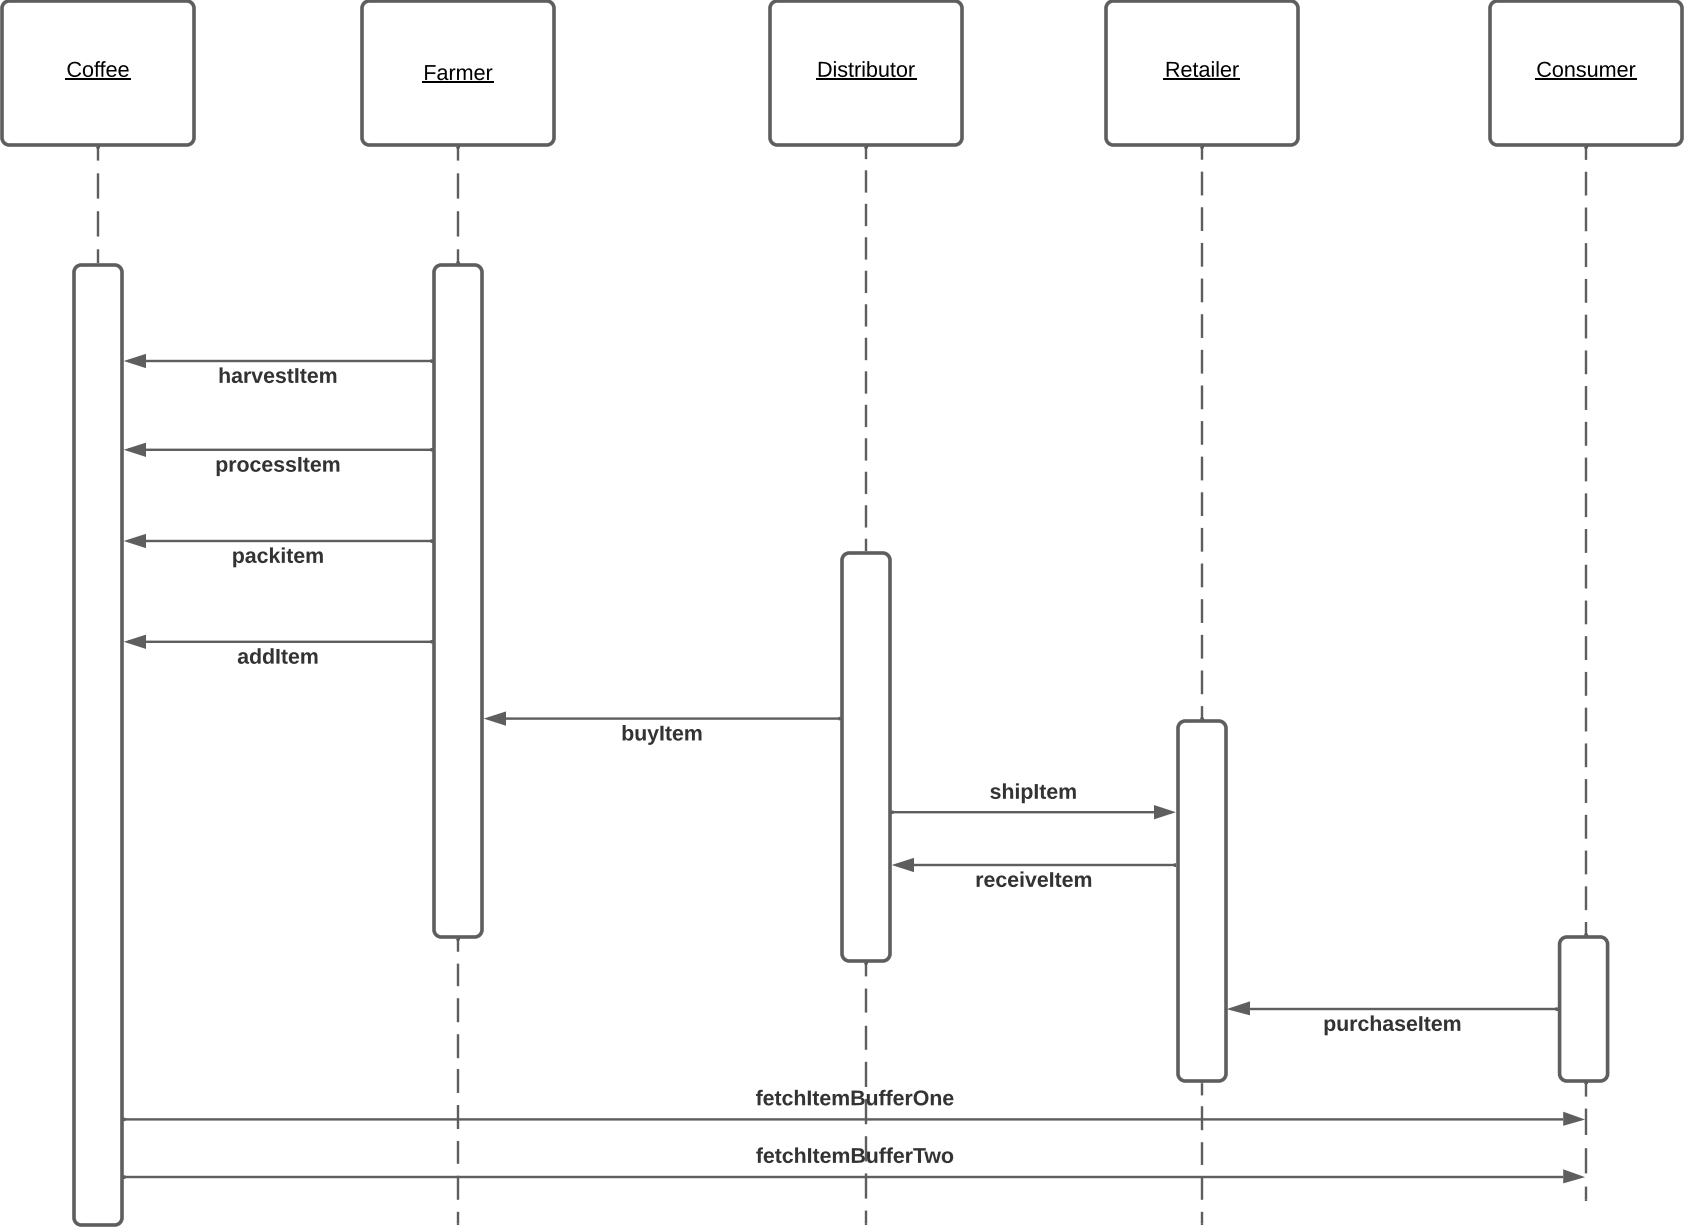 Coffee
Farmer
Distributor
Retailer
Consumer
harvestItem
processItem
packitem
addItem
buyItem
shipItem
receiveItem
purchaseItem
fetchItemBufferOne
fetchItemBufferTwo